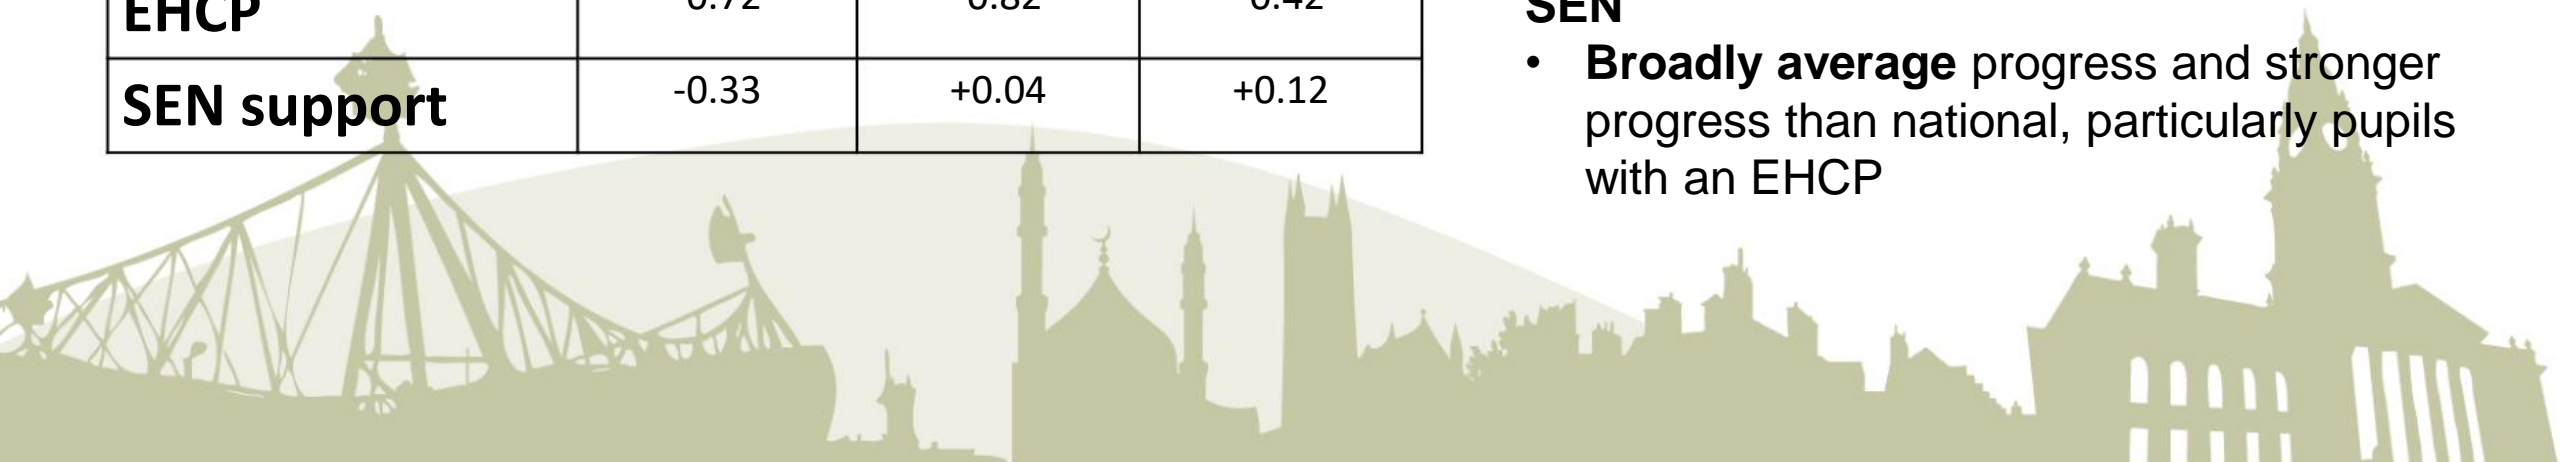 EHCP
SEN support -0.33 +0.04 +0.12
SEN
• Broadly average progress and stronger
progress than national, particularly pupils
with an EHCP